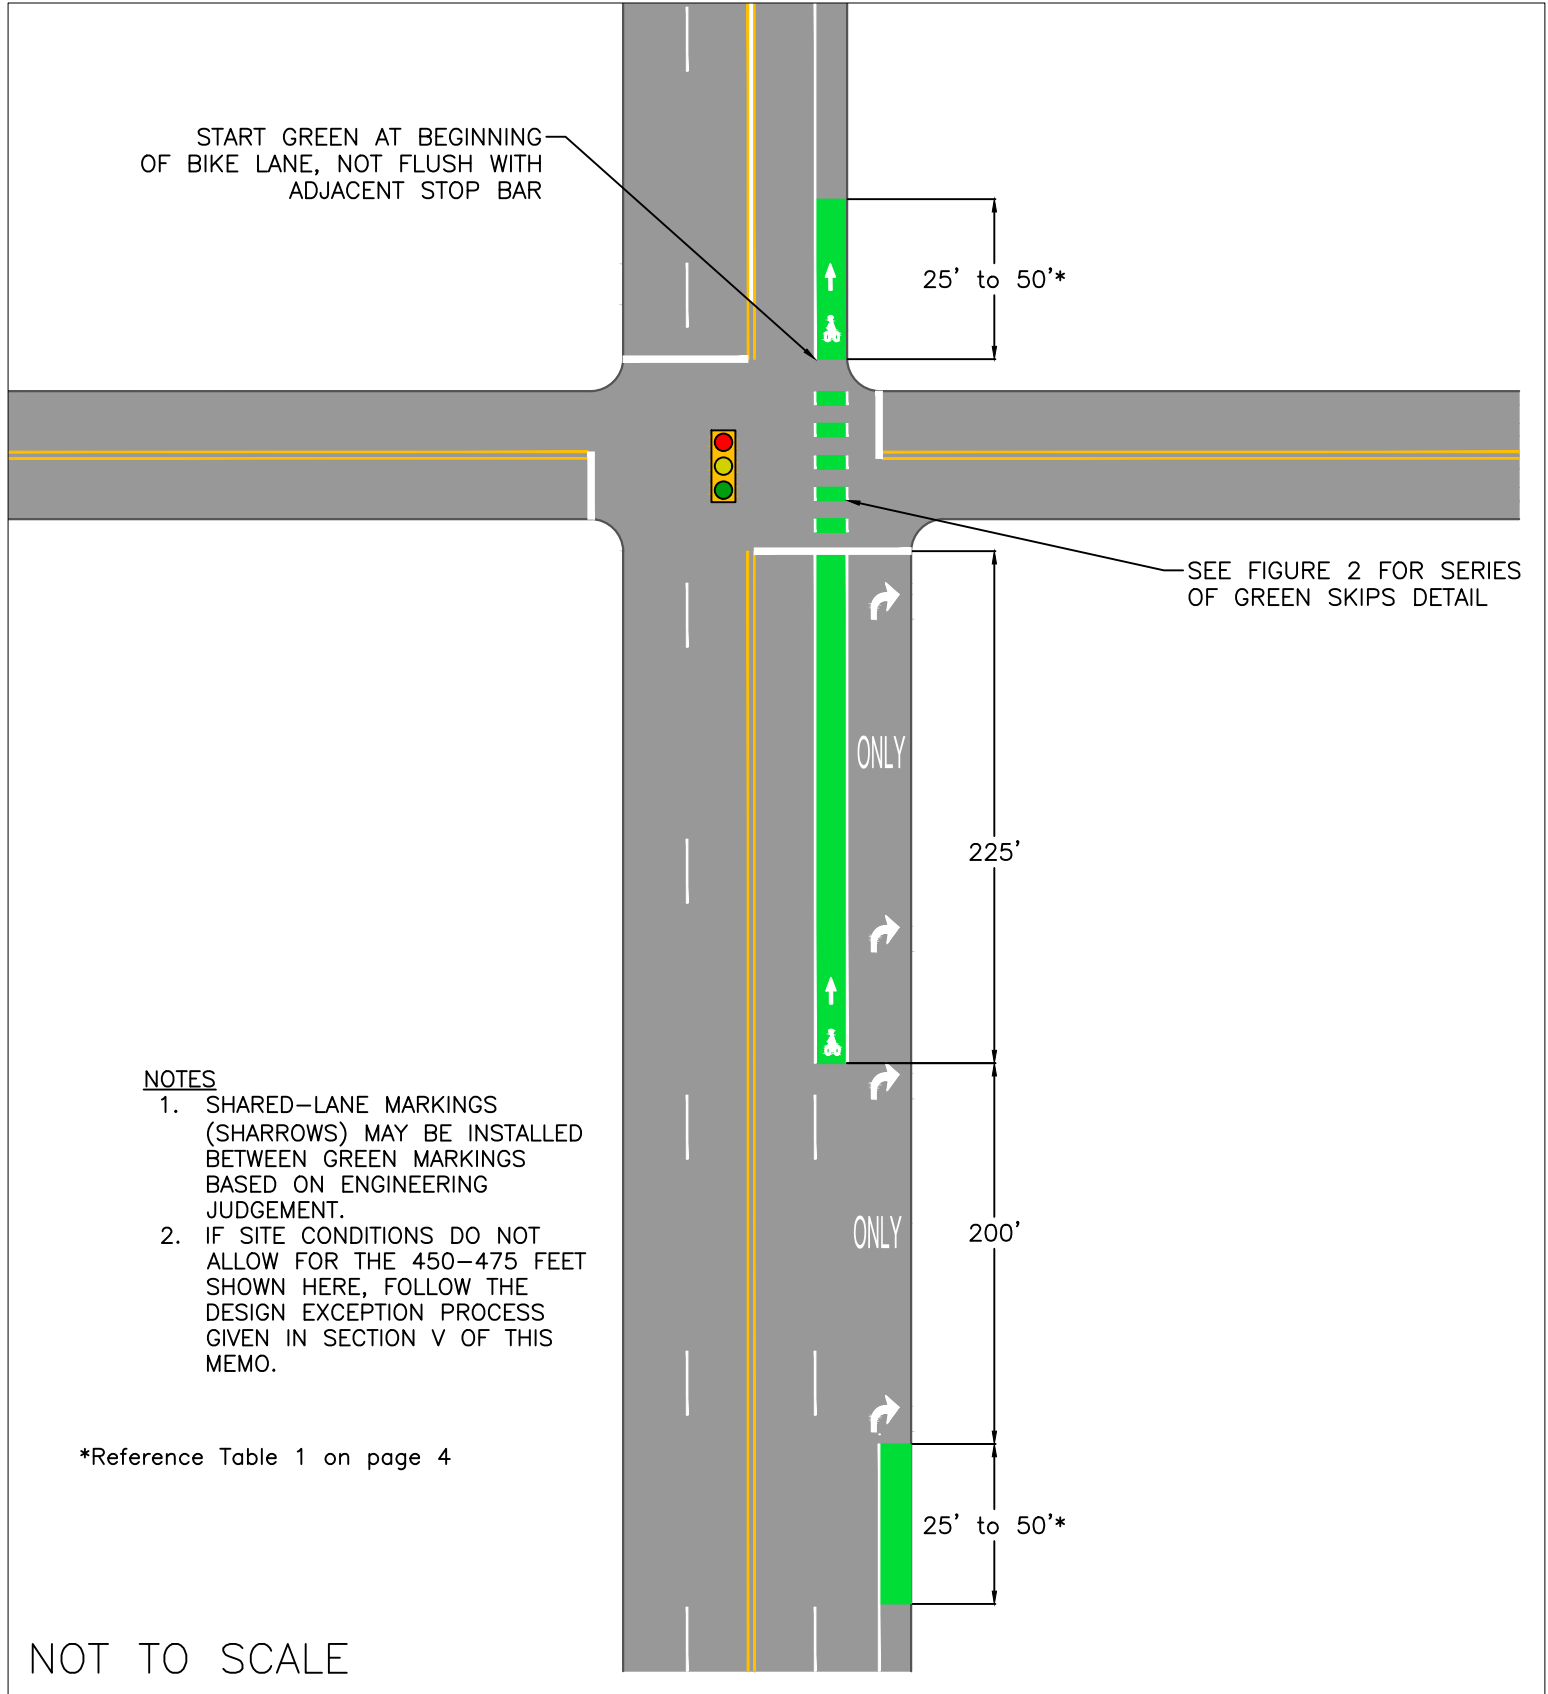 START GREEN AT BEGINNING
OF BIKE LANE, NOT FLUSH WITH
ADJACENT STOP BAR
25' to 50'*
SEE FIGURE 2 FOR SERIES
OF GREEN SKIPS DETAIL
ONLY
225'
NOTES
1. SHARED-LANE MARKINGS
(SHARROWS) MAY BE INSTALLED
BETWEEN GREEN MARKINGS
BASED ON ENGINEERING
JUDGEMENT.
2. IF SITE CONDITIONS DO NOT
ALLOW FOR THE 450-475 FEET
SHOWN HERE, FOLLOW THE
DESIGN EXCEPTION PROCESS
GIVEN IN SECTION V OF THIS
MEMO.
ONLY
200'
*Reference Table 1 on page 4
25' to 50'*
NOT TO SCALE